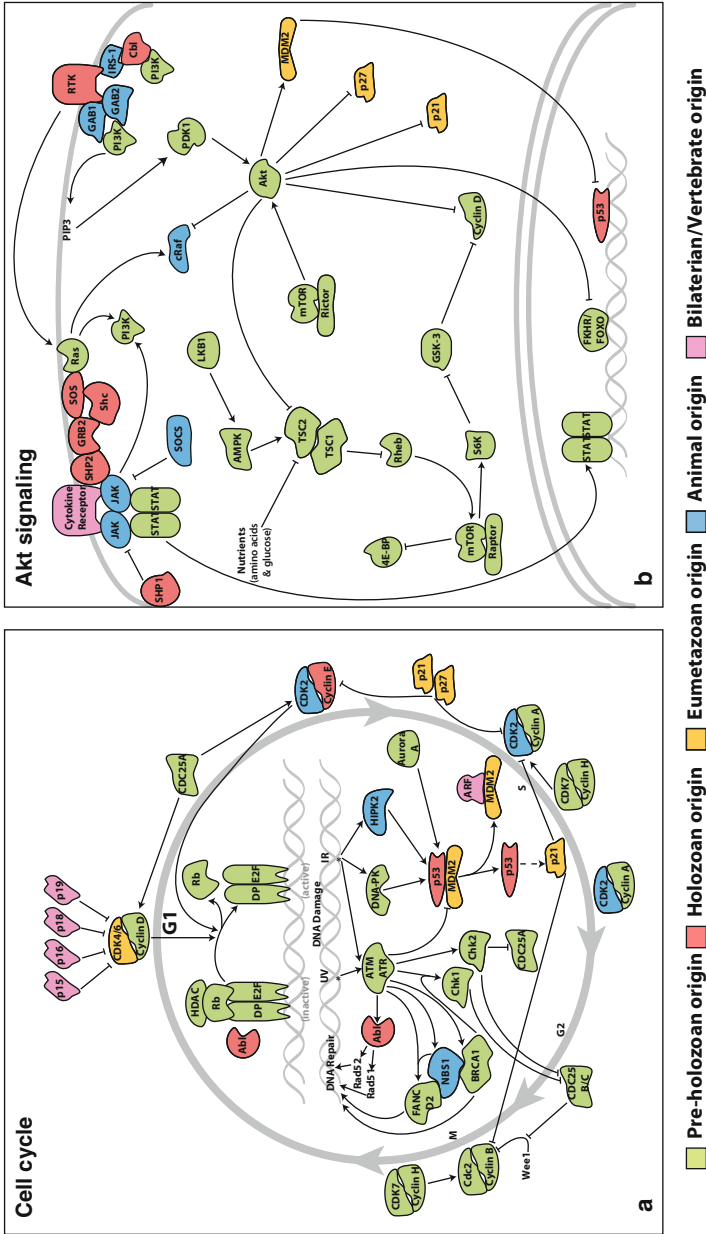 Cell cycle
p15
p16
p18
p19
CDK4/6
Cyclin D
G1
CDC25A
HDAC
Rb
DP E2F
Abl
(inactive)
Rb
DP E2F
(active)
CDK2
Cyclin E
DNA Damage
UV
IR
*
*
DNA Repair
Rad52
Rad51
Abl
ATM
ATR
DNA-PK
HIPK2
Aurora
A
FANC
D2
NBS1
BRCA1
Chk1
Chk2
CDC25A
p53
MDM2
ARF
MDM2
p53
p21
p21
p27
CDK2
Cyclin A
CDK7
Cyclin H
S
CDK2
Cyclin A
G2
M
CDK7
Cyclin H
Cdc2
Cyclin B
Wee1
CDC25
B/C
a
Akt signaling
Cytokine
Receptor
JAK
JAK
STATSTAT
SHP1
SHP2
GRB2
SOS
Shc
Ras
SOCS
PI3K
PIP3
RTK
GAB1
GAB2
PI3K
IRS-1
Cbl
PI3K
PDK1
cRaf
Akt
MDM2
p27
p21
LKB1
AMPK
Nutrients
(amino acids
& glucose)
TSC2
TSC1
Rheb
mTOR
Rictor
4E-BP
mTOR
Raptor
S6K
GSK-3
Cyclin D
STATSTAT
FKHR/
FOXO
p53
b
Pre-holozoan origin
Holozoan origin
Eumetazoan origin
Animal origin
Bilaterian/Vertebrate origin